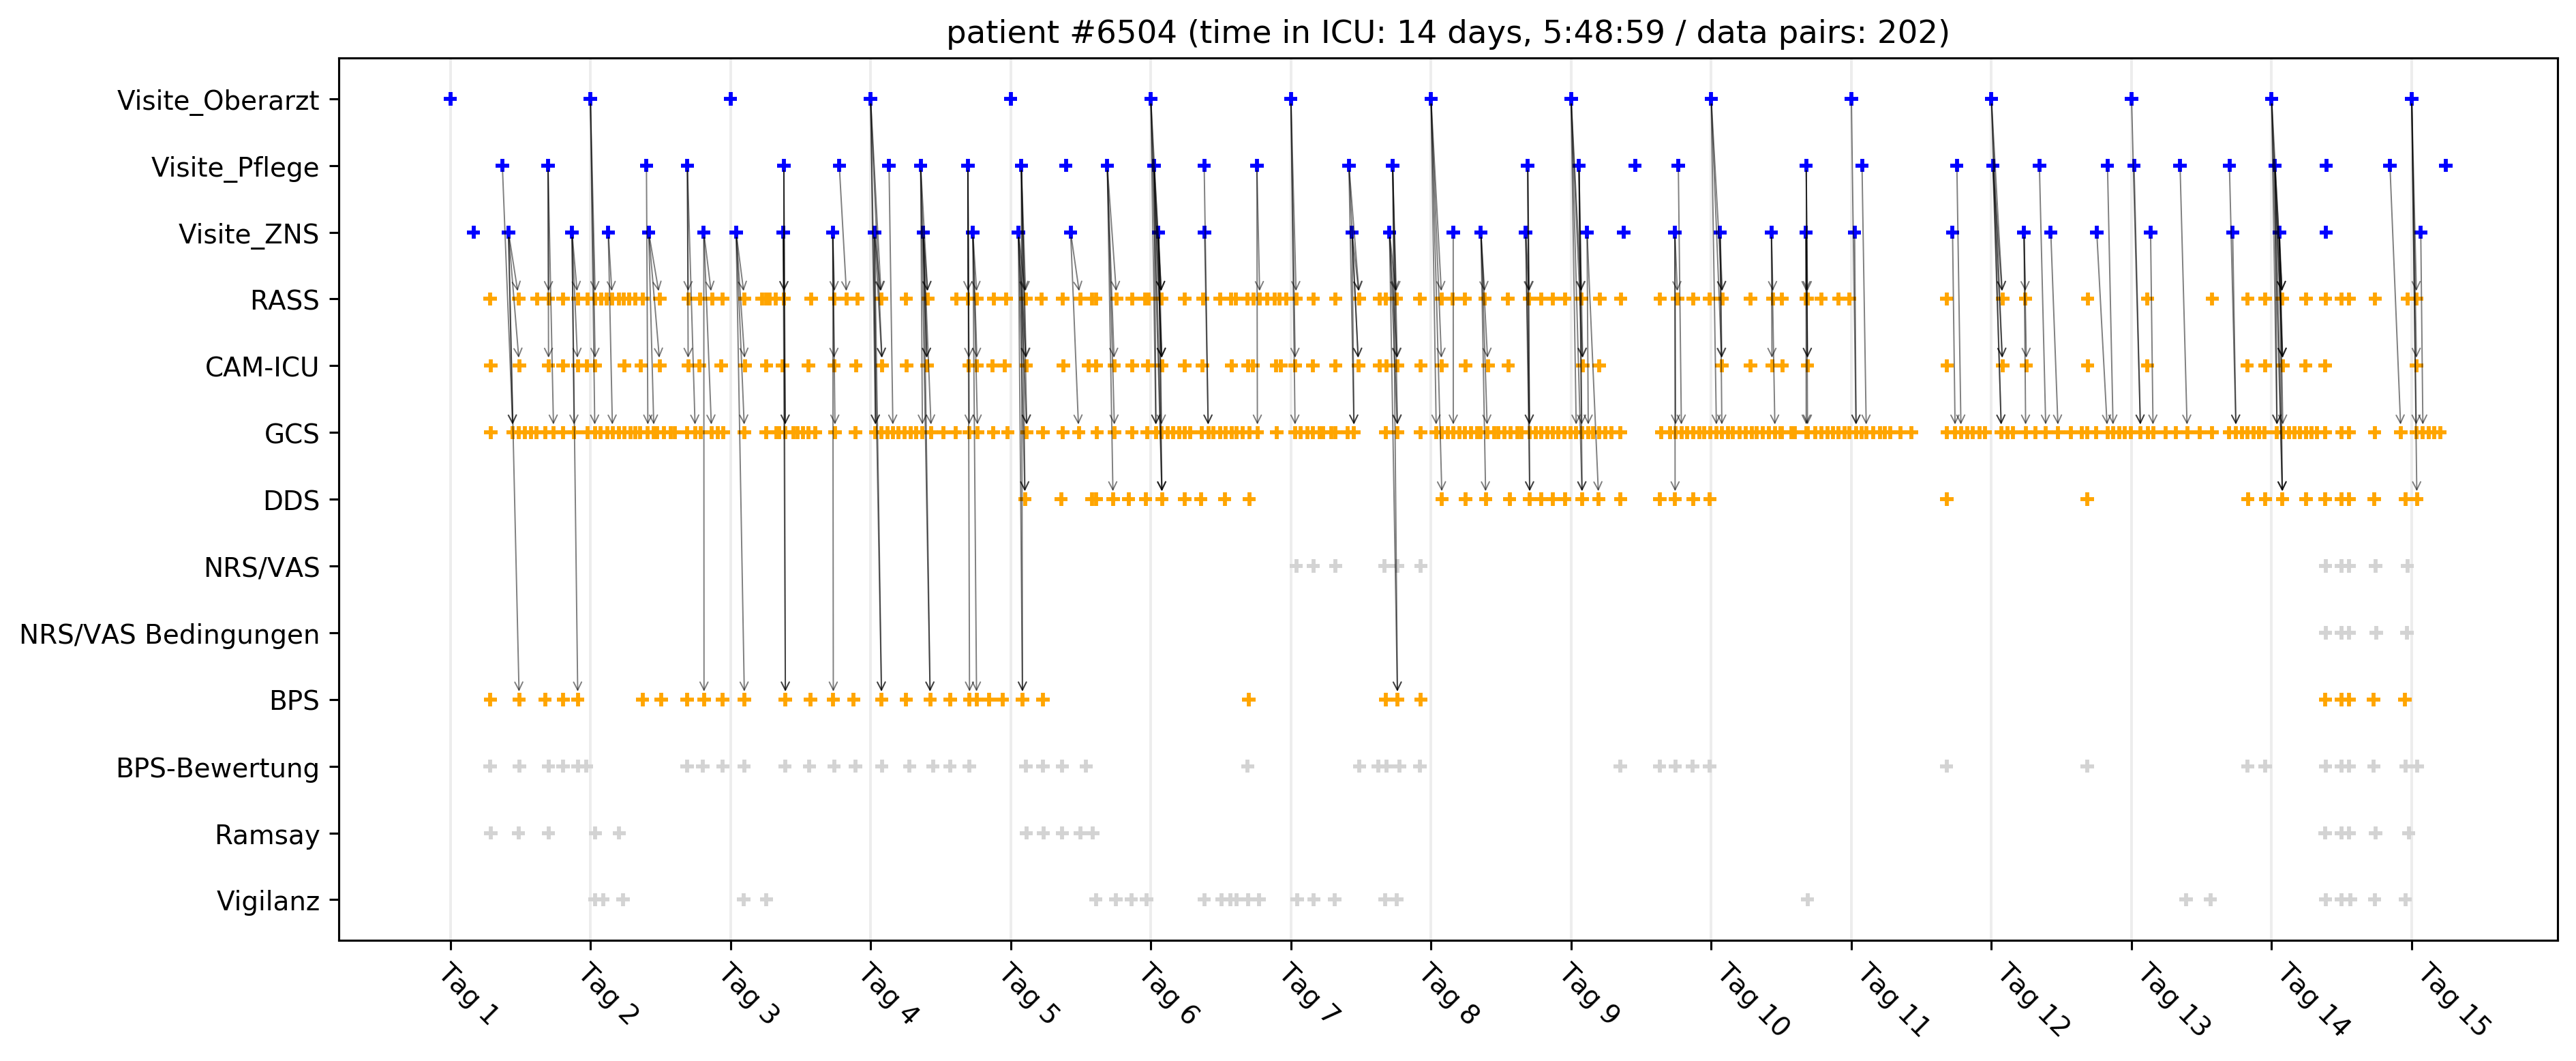 patient #6504 (time in ICU: 14 days, 5:48:59 / data pairs: 202)
Visite_Oberarzt
Visite_Pflege
Visite_ZNS
RASS
CAM-ICU
GCS
DDS
NRS/VAS
NRS/VAS Bedingungen
BPS
BPS-Bewertung
Ramsay
Vigilanz
Tag 1
Tag 2
Tag 3
Tag 4
Tag 5
Tag 6
Tag 7
Tag 8
Tag 9
Tag 10
Tag 11
Tag 12
Tag 13
Tag 14
Tag 15